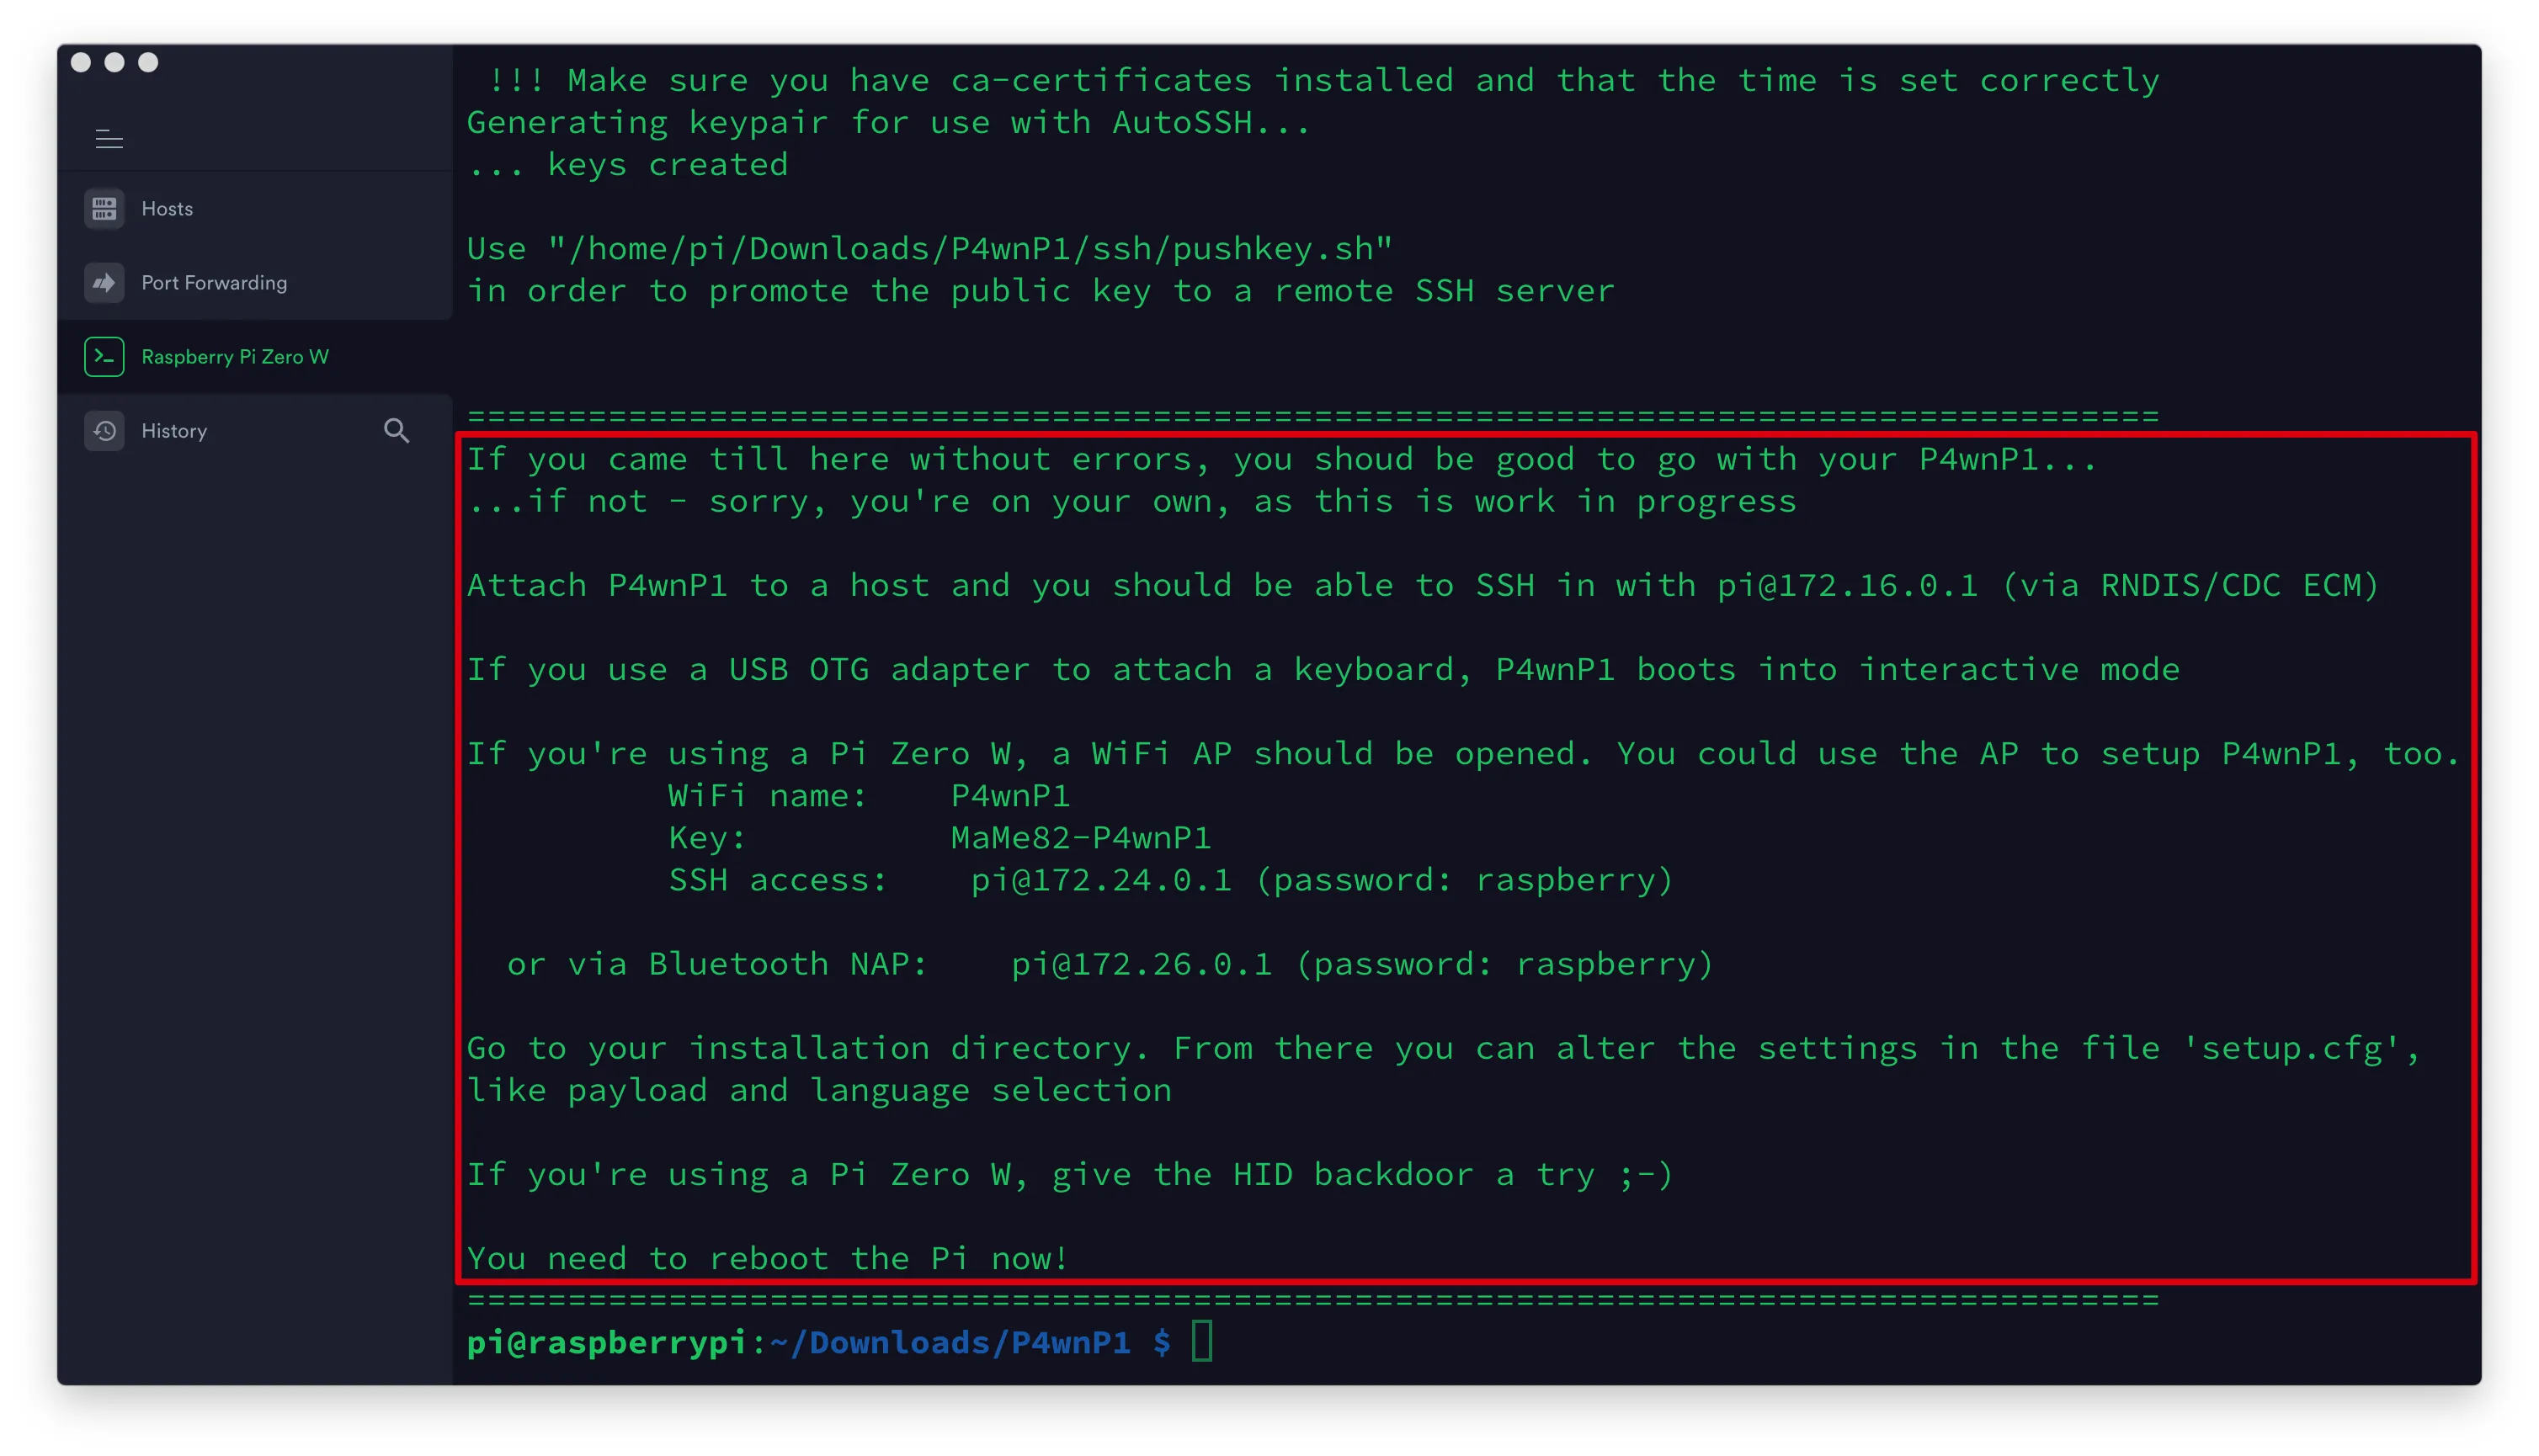 Hosts
Port Forwarding
Raspberry Pi Zero W
History
!!! Make sure you have ca-certificates installed and that the time is set correctly
Generating keypair for use with AutoSSH...
... keys created
Use "/home/pi/Downloads/P4wnP1/ssh/pushkey.sh"
in order to promote the public key to a remote SSH server
====================================================================================
If you came till here without errors, you shoud be good to go with your P4wnP1...
...if not - sorry, you're on your own, as this is work in progress
Attach P4wnP1 to a host and you should be able to SSH in with pi@172.16.0.1 (via RNDIS/CDC ECM)
If you use a USB OTG adapter to attach a keyboard, P4wnP1 boots into interactive mode
If you're using a Pi Zero W, a WiFi AP should be opened. You could use the AP to setup P4wnP1, too.
WiFi name: P4wnP1
Key: MaMe82-P4wnP1
SSH access: pi@172.24.0.1 (password: raspberry)
or via Bluetooth NAP: pi@172.26.0.1 (password: raspberry)
Go to your installation directory. From there you can alter the settings in the file 'setup.cfg',
like payload and language selection
If you're using a Pi Zero W, give the HID backdoor a try ;-)
You need to reboot the Pi now!
====================================================================================
pi@raspberrypi:~/Downloads/P4wnP1 $